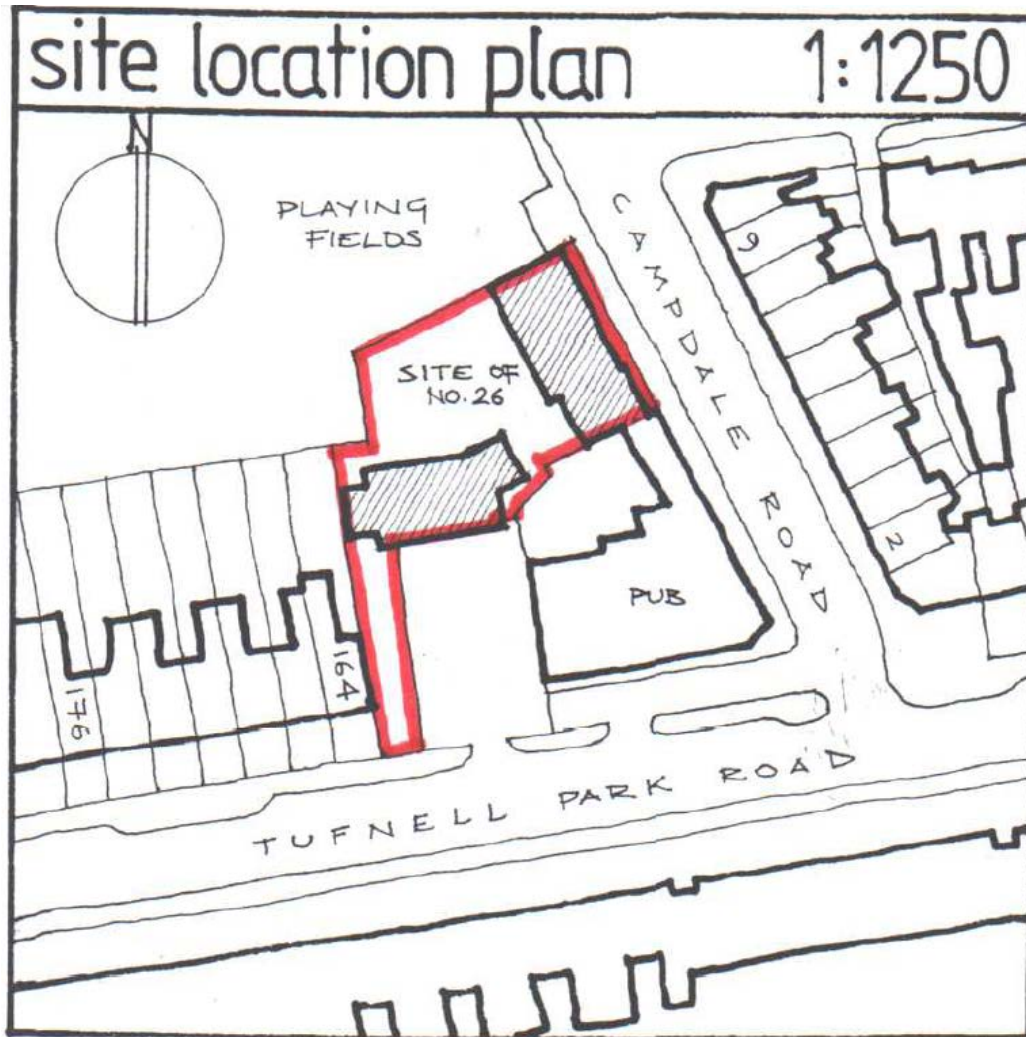 site location plan 1:1250
N
PLAYING
FIELDS
CAMPDALE ROAD
9
SITE OF
NO. 26
2
PUB
164
176
TUFNELL PARK ROAD